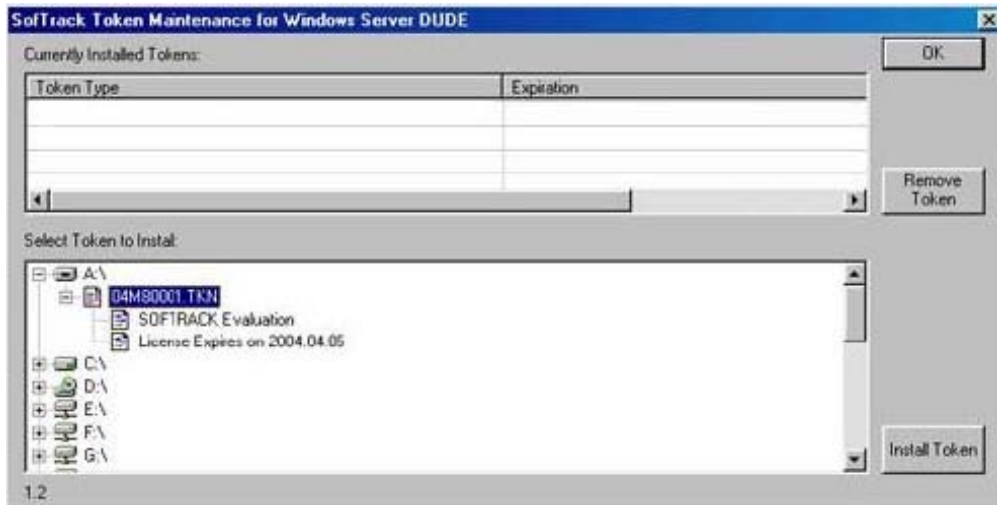 SofTrack Token Maintenance for Windows Server DUDE
Currently Installed Tokens:
OK
Token Type Expiration
Remove
Token
Select Token to Instal:
A:\
04M80001.TKN
SOFTRACK Evaluation
License Expires on 2004.04.05
C:\
D:\
E:\
F:\
G:\
Install Token
1.2